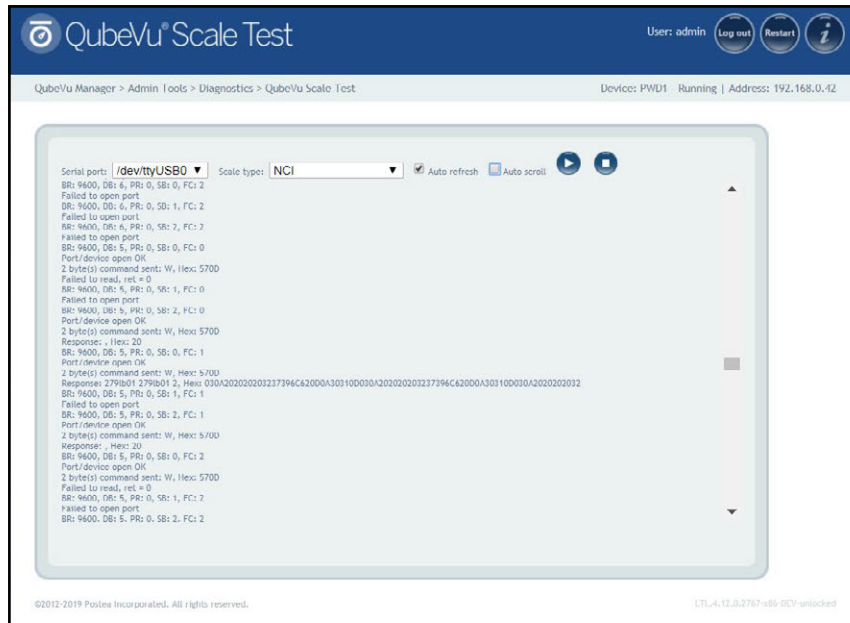 QubeVu® Scale Test
User: admin
Log out
Restart
i
QubeVu Manager > Admin Tools > Diagnostics > QubeVu Scale Test
Device: PWD1 - Running | Address: 192.168.0.42
Serial port: /dev/ttyUSB0 Scale type: NCI Auto refresh Auto scroll
BR: 9600, DB: 6, PR: 0, SB: 0, FC: 2
Failed to open port
BR: 9600, DB: 6, PR: 0, SB: 1, FC: 2
Failed to open port
BR: 9600, DB: 6, PR: 0, SB: 2, FC: 2
Failed to open port
BR: 9600, DB: 5, PR: 0, SB: 0, FC: 0
Port/device open OK
2 byte(s) command sent: W, Hex: 570D
Failed to read, ret = 0
BR: 9600, DB: 5, PR: 0, SB: 1, FC: 0
Failed to open port
BR: 9600, DB: 5, PR: 0, SB: 2, FC: 0
Port/device open OK
2 byte(s) command sent: W, Hex: 570D
Response: , Hex: 20
BR: 9600, DB: 5, PR: 0, SB: 0, FC: 1
Port/device open OK
2 byte(s) command sent: W, Hex: 570D
Response: 279lb01 279lb01 2, Hex: 030A202020203237396C620D0A30310D030A202020203237396C620D0A30310D030A2020202032
BR: 9600, DB: 5, PR: 0, SB: 1, FC: 1
Failed to open port
BR: 9600, DB: 5, PR: 0, SB: 2, FC: 1
Port/device open OK
2 byte(s) command sent: W, Hex: 570D
Response: , Hex: 20
BR: 9600, DB: 5, PR: 0, SB: 0, FC: 2
Port/device open OK
2 byte(s) command sent: W, Hex: 570D
Failed to read, ret = 0
BR: 9600, DB: 5, PR: 0, SB: 1, FC: 2
Failed to open port
BR: 9600, DB: 5, PR: 0, SB: 2, FC: 2
©2012-2019 Postea Incorporated. All rights reserved.
LTL.4.12.0.2767-x86-DEV-unlocked